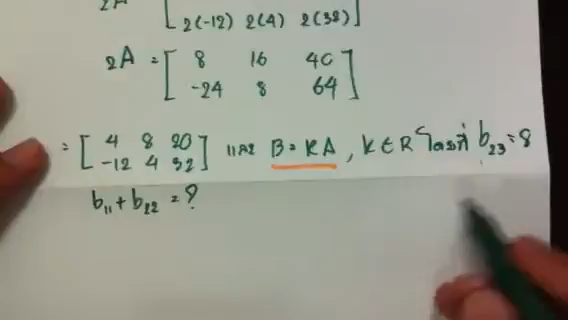 2A
2(-12) 2(4) 2(32)
2A = [ 8 16 40
-24 8 64 ]
= [ 4 8 20
-12 4 32 ] และ B = KA , K ∈ R โดยที่ b₂₃ = 8
b₁₁ + b₂₂ = ?